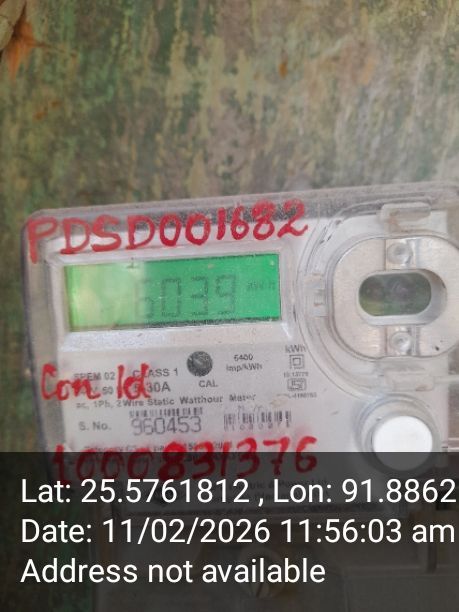 PDSD001682
6039 kWh
SPEM 02 CLASS 1
6400
imp/kWh
kWh
Con Id
30A
CAL
1Ph, 2Wire Static Watthour Meter
S. No. 960453
1000831376
Lat: 25.5761812 , Lon: 91.8862
Date: 11/02/2026 11:56:03 am
Address not available